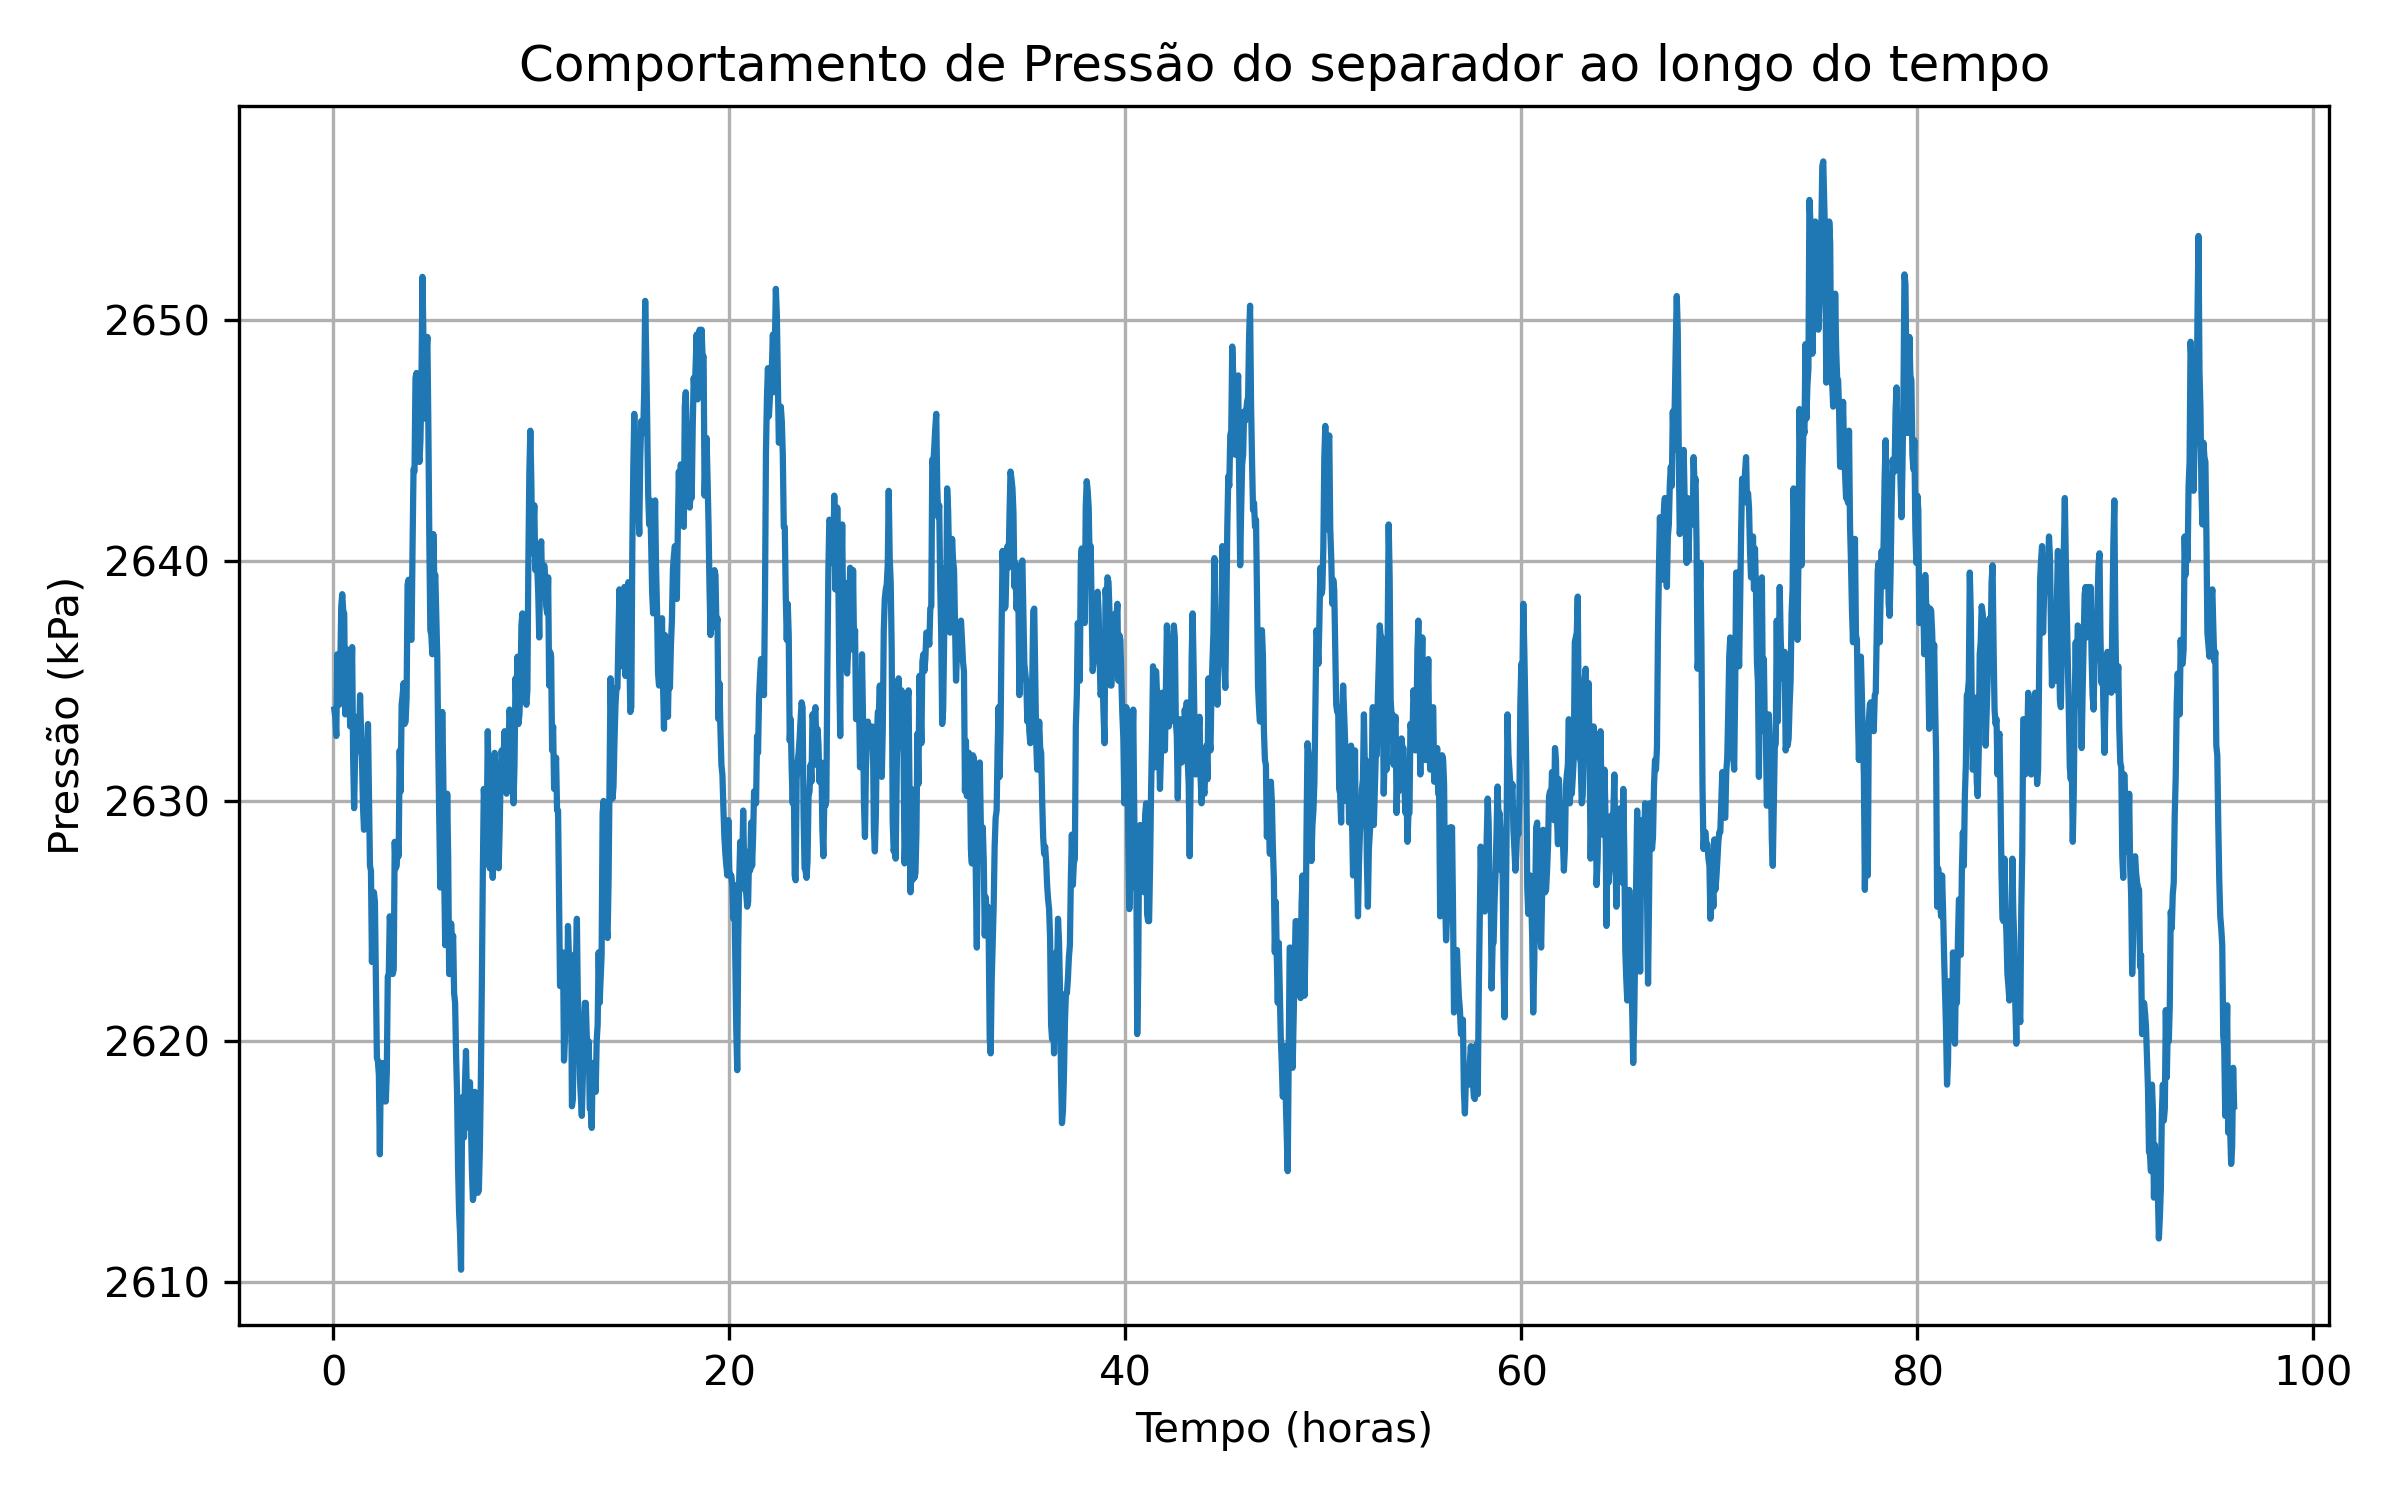 Comportamento de Pressão do separador ao longo do tempo
Pressão (kPa)
2650
2640
2630
2620
2610
0 20 40 60 80 100
Tempo (horas)